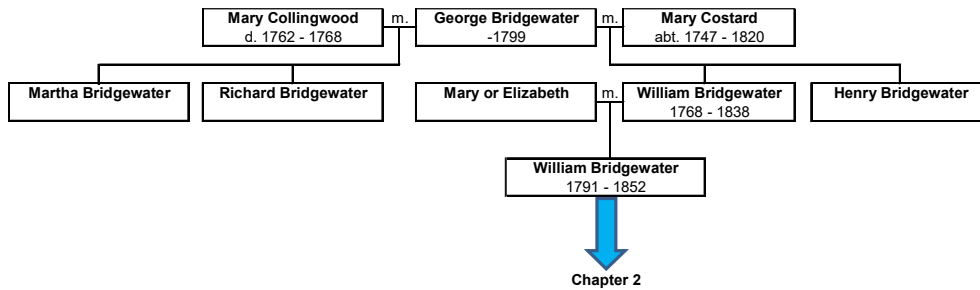 Mary Collingwood
d. 1762 - 1768
m.
George Bridgewater
-1799
m.
Mary Costard
abt. 1747 - 1820
Martha Bridgewater
Richard Bridgewater
Mary or Elizabeth
m.
William Bridgewater
1768 - 1838
Henry Bridgewater
William Bridgewater
1791 - 1852
Chapter 2